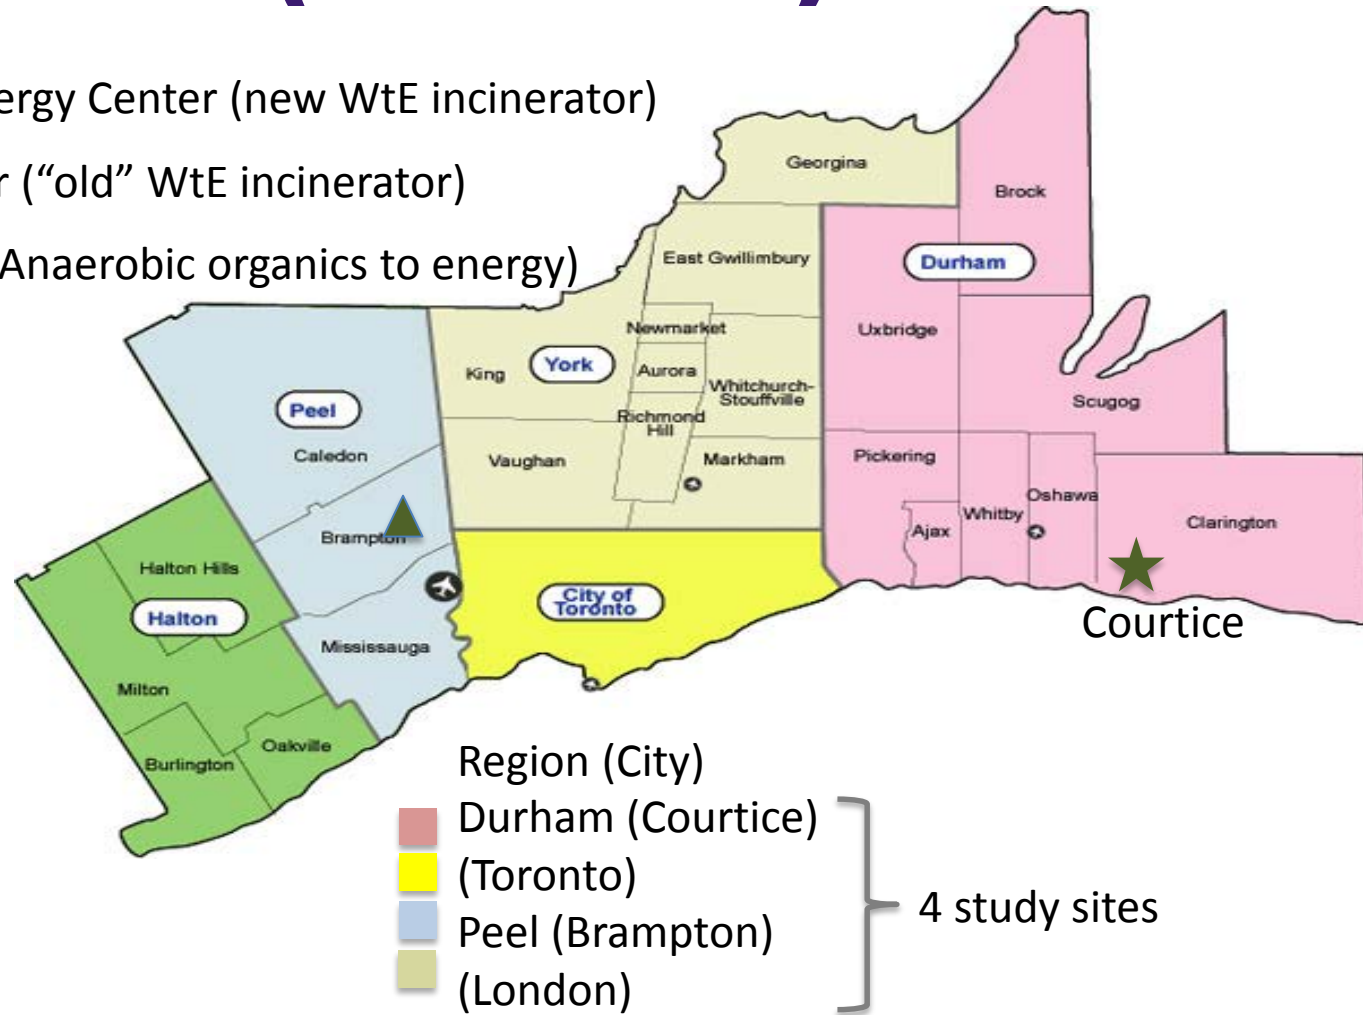 ergy Center (new WtE incinerator)
r (“old” WtE incinerator)
Anaerobic organics to energy)
Georgina
Brock
East Gwillimbury
Durham
Newmarket
Uxbridge
King
York
Aurora
Whitchurch-
Stouffville
Scugog
Peel
Richmond
Hill
Caledon
Vaughan
Markham
Pickering
Oshawa
Whitby
Clarington
Ajax
Brampton
Halton Hills
City of
Toronto
Halton
Courtice
Mississauga
Milton
Oakville
Burlington
Region (City)
Durham (Courtice)
(Toronto)
Peel (Brampton)
(London)
4 study sites